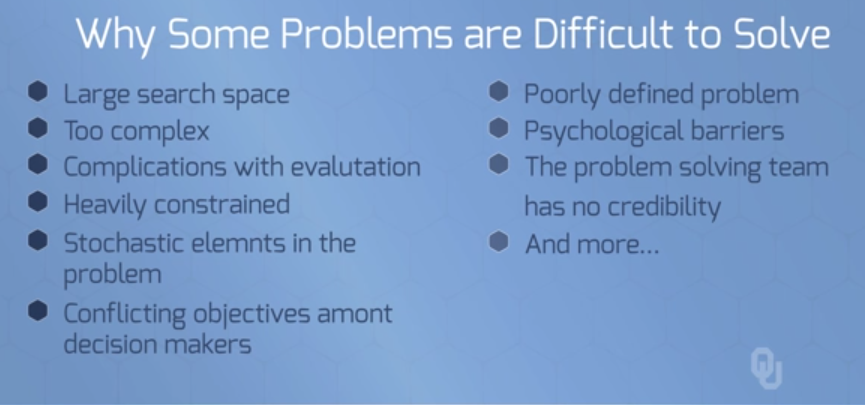 Why Some Problems are Difficult to Solve
Large search space
Too complex
Complications with evalutation
Heavily constrained
Stochastic elemnts in the
problem
Conflicting objectives amont
decision makers
Poorly defined problem
Psychological barriers
The problem solving team
has no credibility
And more...
OU